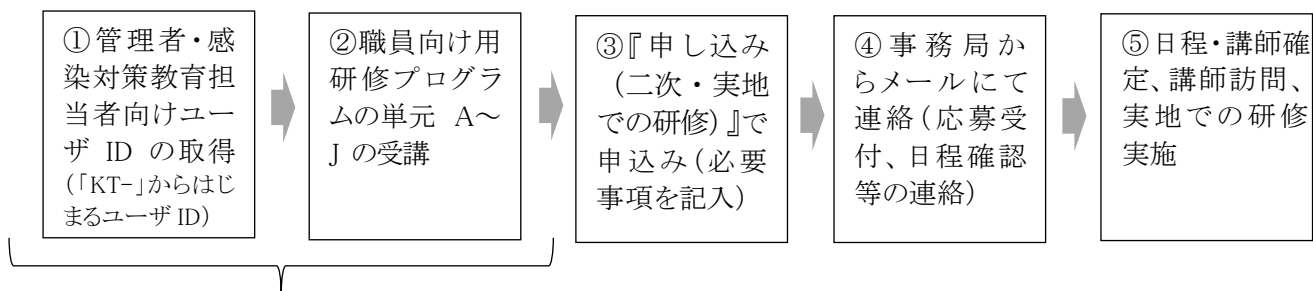 ①管理者・感
染対策教育担
当者向けユー
ザ ID の取得
(「KT-」からはじ
まるユーザ ID)
②職員向け用
研修プログラ
ムの単元 A～
J の受講
③『申し込み
(二次・実地
での研修)』で
申込み(必要
事項を記入)
④事務局か
らメールにて
連絡(応募受
付、日程確認
等の連絡)
⑤日程・講師確
定、講師訪問、
実地での研修
実施